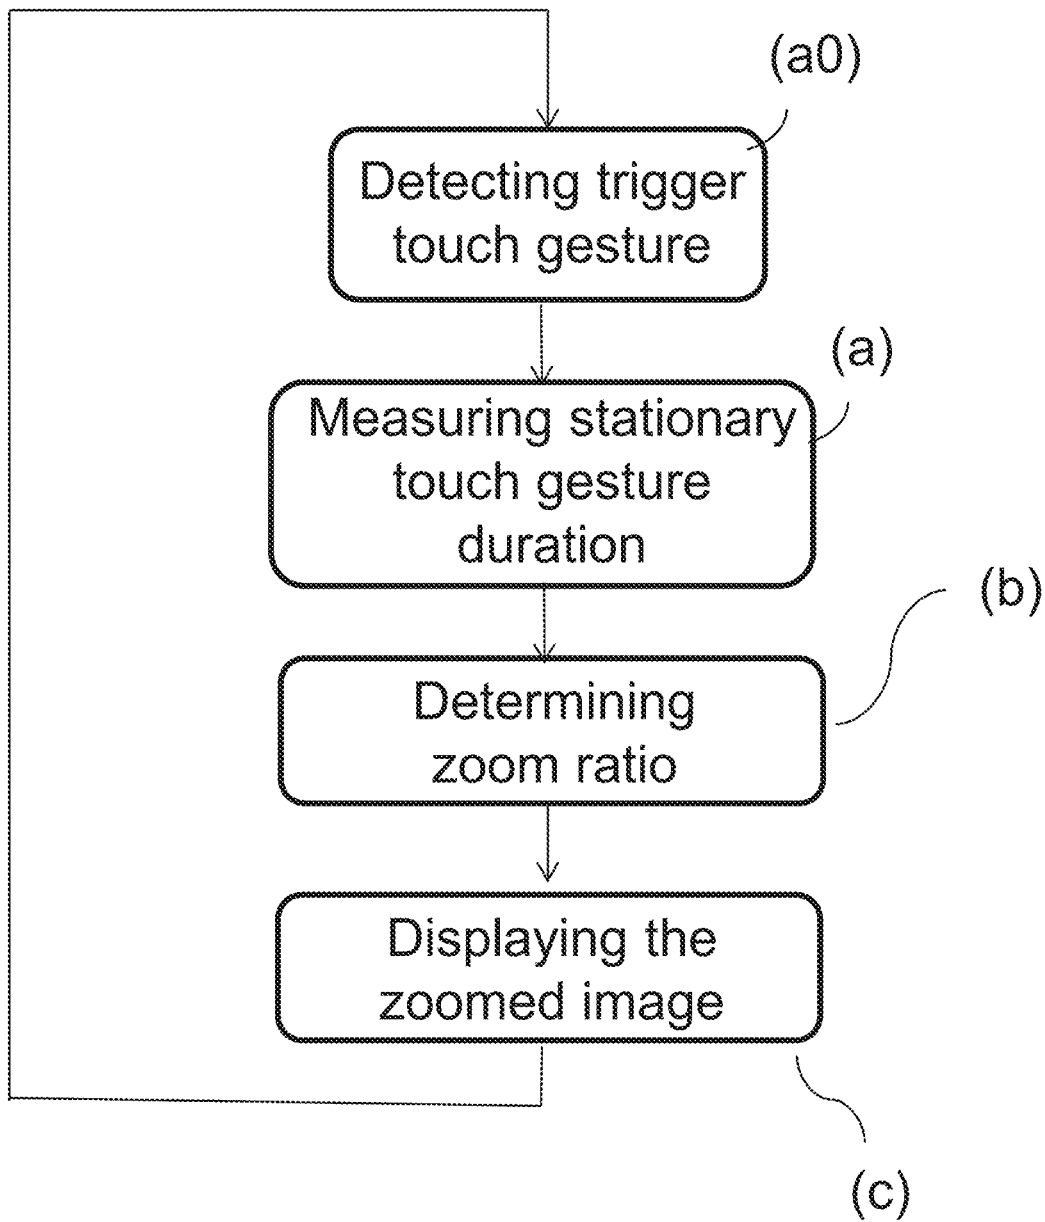 (a0)
Detecting trigger
touch gesture
(a)
Measuring stationary
touch gesture
duration
(b)
Determining
zoom ratio
Displaying the
zoomed image
(c)